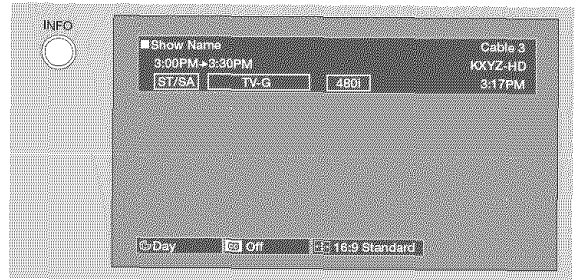 INFO
■Show Name Cable 3
3:00PM→3:30PM KXYZ-HD
ST/SA TV-G 480i 3:17PM
Day CC Off 16:9 Standard